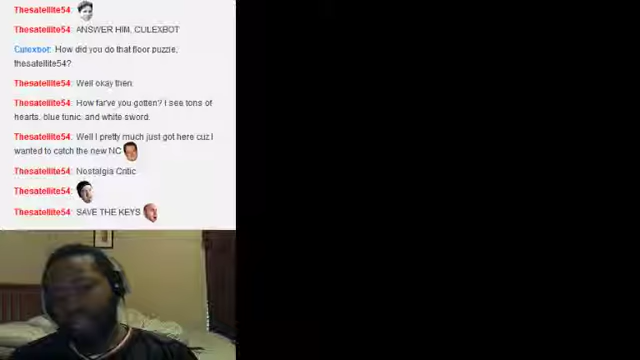 Thesatellite54:
Thesatellite54: ANSWER HIM, CULEXBOT
Culexbot: How did you do that floor puzzle,
thesatellite54?
Thesatellite54: Well okay then.
Thesatellite54: How far've you gotten? I see tons of
hearts, blue tunic, and white sword.
Thesatellite54: Well I pretty much just got here cuz I
wanted to catch the new NC
Thesatellite54: Nostalgia Critic
Thesatellite54:
Thesatellite54: SAVE THE KEYS